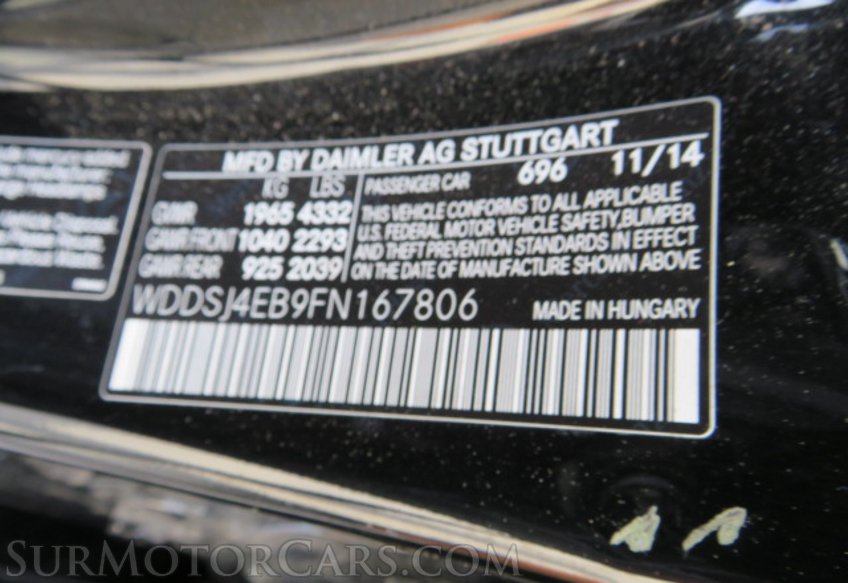 MFD BY DAIMLER AG STUTTGART
KG LBS
GVWR 1965 4332
GAWR FRONT 1040 2293
GAWR REAR 925 2039
PASSENGER CAR 696 11/14
THIS VEHICLE CONFORMS TO ALL APPLICABLE
U.S. FEDERAL MOTOR VEHICLE SAFETY, BUMPER
AND THEFT PREVENTION STANDARDS IN EFFECT
ON THE DATE OF MANUFACTURE SHOWN ABOVE
WDDSJ4EB9FN167806 MADE IN HUNGARY
SURMOTORCARS.COM